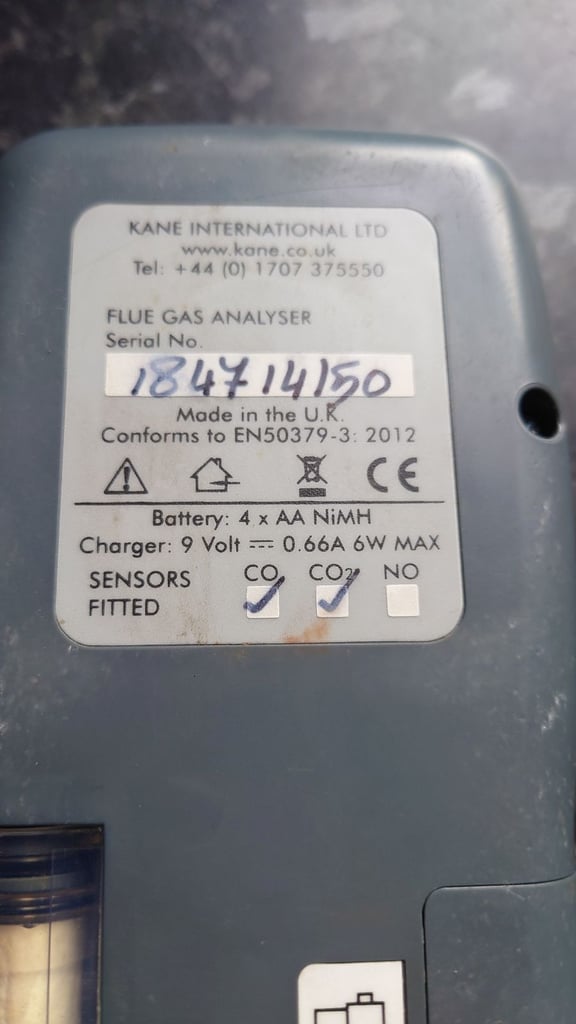 KANE INTERNATIONAL LTD
www.kane.co.uk
Tel: +44 (0) 1707 375550
FLUE GAS ANALYSER
Serial No.
184714150
Made in the U.K.
Conforms to EN50379-3: 2012
CE
Battery: 4 x AA NiMH
Charger: 9 Volt ⎓ 0.66A 6W MAX
SENSORS FITTED CO CO2 NO